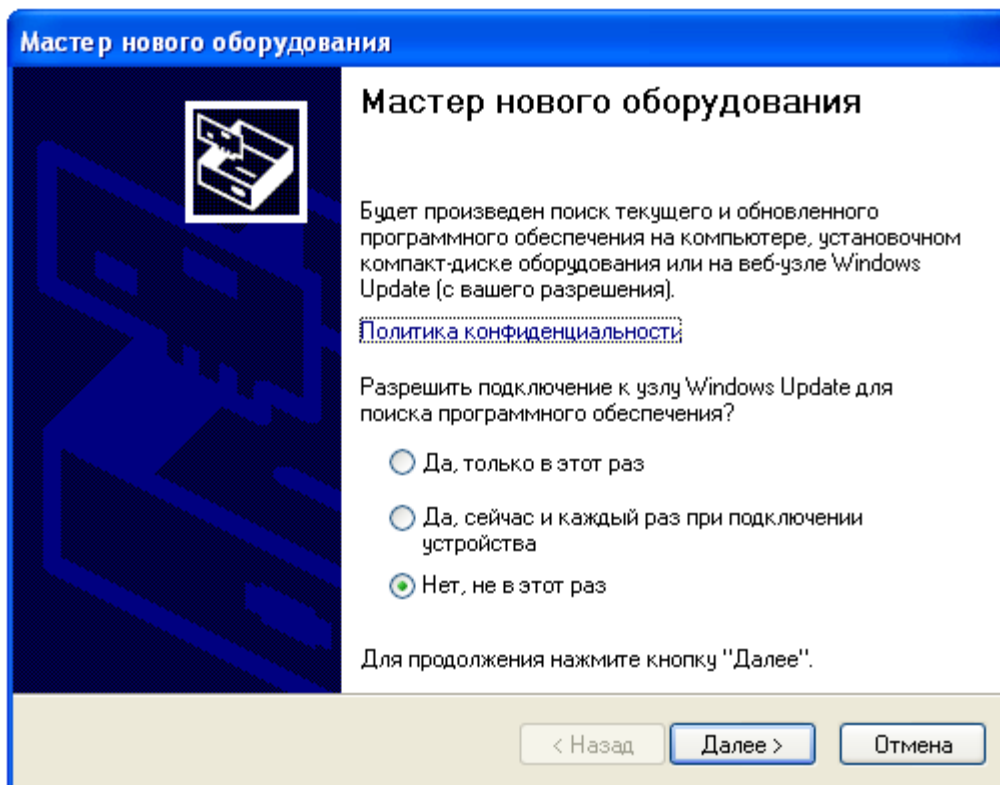 Мастер нового оборудования
Мастер нового оборудования
Будет произведен поиск текущего и обновленного
программного обеспечения на компьютере, установочном
компакт-диске оборудования или на веб-узле Windows
Update (с вашего разрешения).
Политика конфиденциальности
Разрешить подключение к узлу Windows Update для
поиска программного обеспечения?
Да, только в этот раз
Да, сейчас и каждый раз при подключении
устройства
Нет, не в этот раз
Для продолжения нажмите кнопку "Далее".
< Назад Далее > Отмена